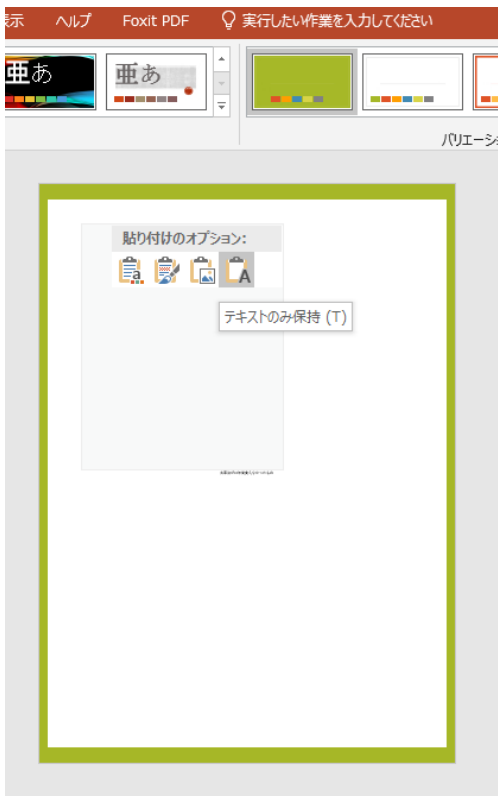 示 ヘルプ Foxit PDF 実行したい作業を入力してください
亜あ 亜あ
バリエーショ
貼り付けのオプション:
テキストのみ保持 (T)